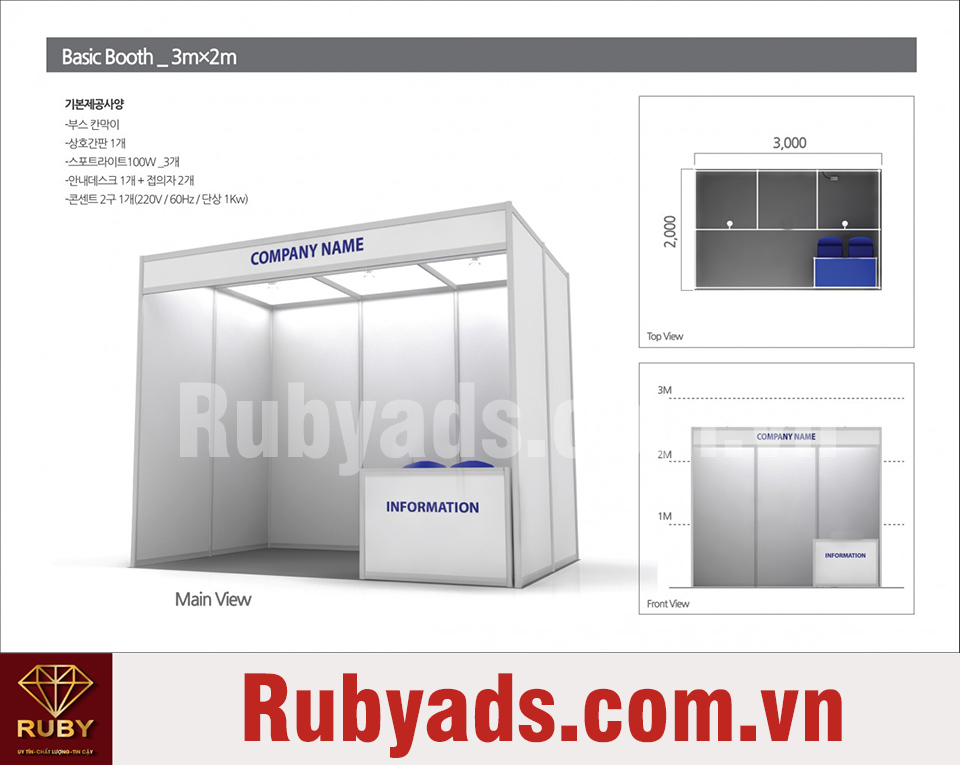 Basic Booth _ 3m×2m
기본제공사양
-부스 칸막이
-상호간판 1개
-스포트라이트100W _3개
-안내데스크 1개 + 접의자 2개
-콘센트 2구 1개(220V / 60Hz / 단상 1Kw)
COMPANY NAME
INFORMATION
Main View
3,000
2,000
Top View
3M
COMPANY NAME
2M
1M
INFORMATION
Front View
Rubyads.com.vn
RUBY
UY TÍN - CHẤT LƯỢNG - TIN CẬY
Rubyads.com.vn